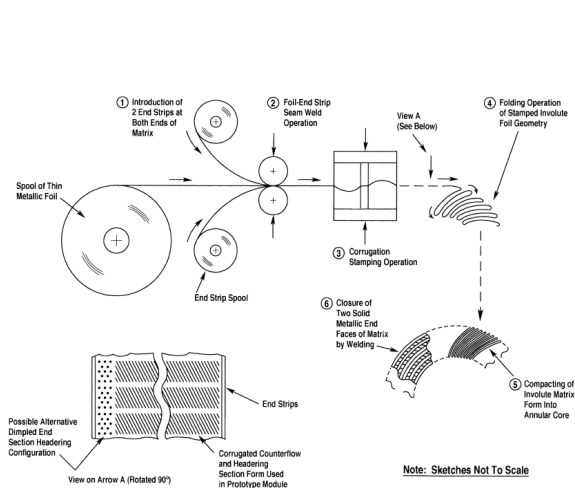 ① Introduction of
2 End Strips at
Both Ends of
Matrix
② Foil-End Strip
Seam Weld
Operation
View A
(See Below)
④ Folding Operation
of Stamped Involute
Foil Geometry
Spool of Thin
Metallic Foil
③ Corrugation
Stamping Operation
End Strip Spool
⑥ Closure of
Two Solid
Metallic End
Faces of Matrix
by Welding
⑤ Compacting of
Involute Matrix
Form Into
Annular Core
End Strips
Possible Alternative
Dimpled End
Section Headering
Configuration
View on Arrow A (Rotated 90°)
Corrugated Counterflow
and Headering
Section Form Used
in Prototype Module
Note: Sketches Not To Scale